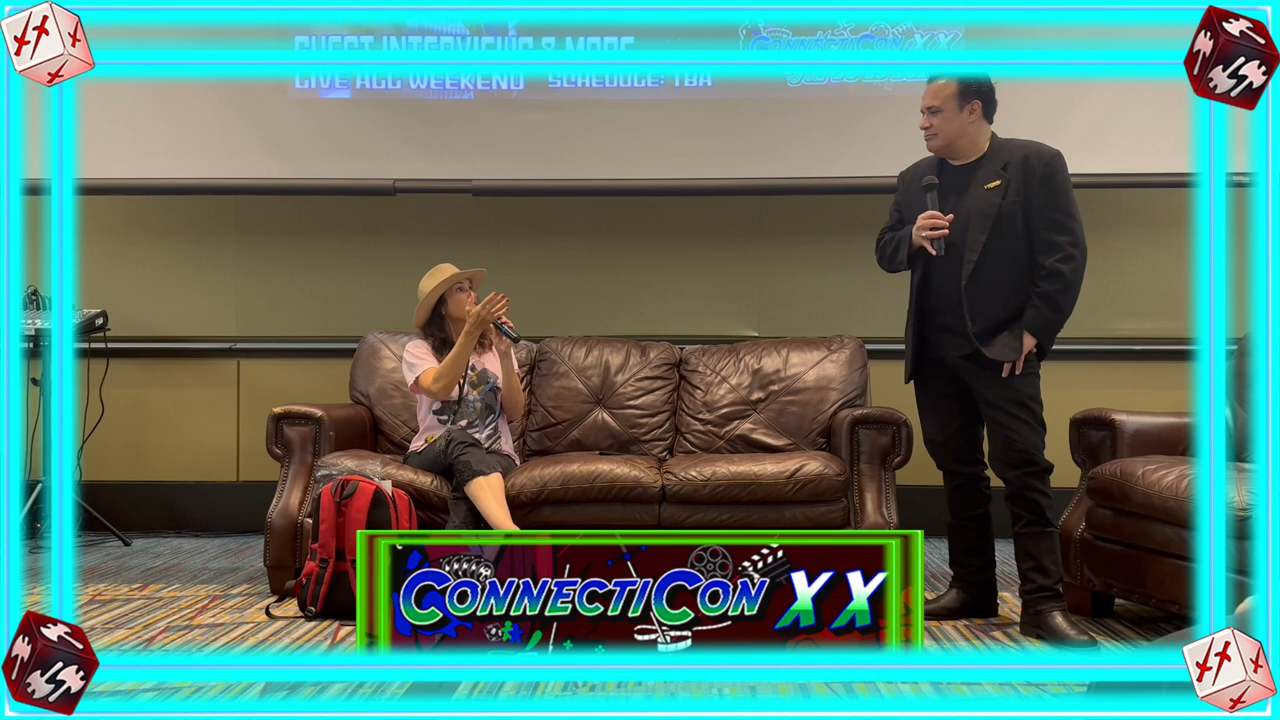 GUEST INTERVIEWS & MORE
CONNECTICON XX
LIVE ALL WEEKEND SCHEDULE: TBA
CONNECTICON XX